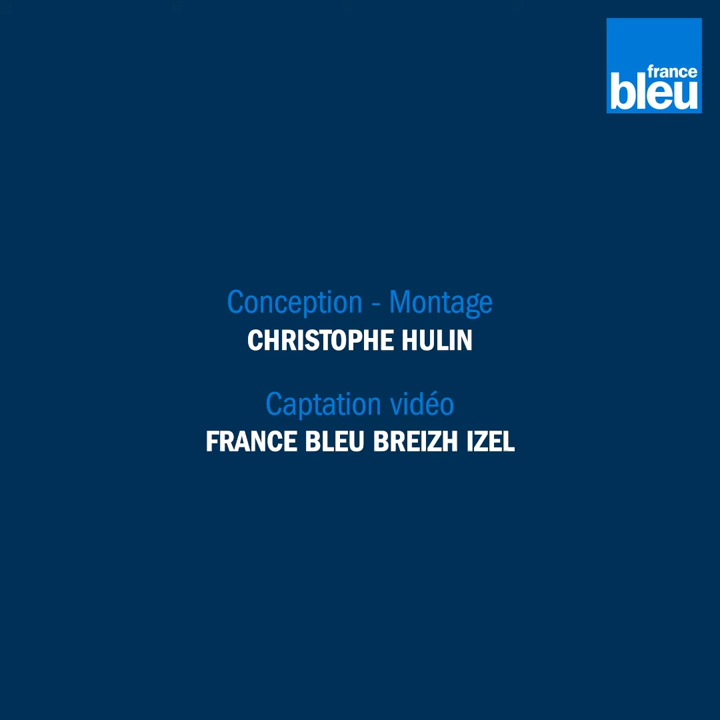 france
bleu
Conception - Montage
CHRISTOPHE HULIN
Captation vidéo
FRANCE BLEU BREIZH IZEL